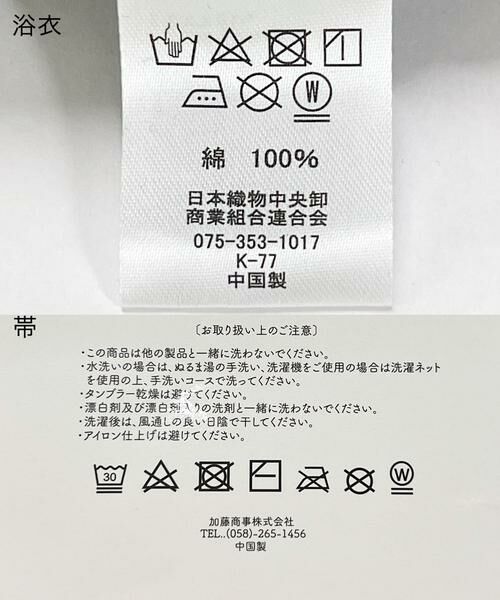 浴衣
W
綿 100%
日本織物中央卸
商業組合連合会
075-353-1017
K-77
中国製
帯
〔お取り扱い上のご注意〕
・この商品は他の製品と一緒に洗わないでください。
・水洗いの場合は、ぬるま湯の手洗い、洗濯機をご使用の場合は洗濯ネット
を使用の上、手洗いコースで洗ってください。
・タンブラー乾燥は避けてください。
・漂白剤及び漂白剤入りの洗剤と一緒に洗わないでください。
・洗濯後は、風通しの良い日陰で干してください。
・アイロン仕上げは避けてください。
30 W
加藤商事株式会社
TEL..(058)-265-1456
中国製